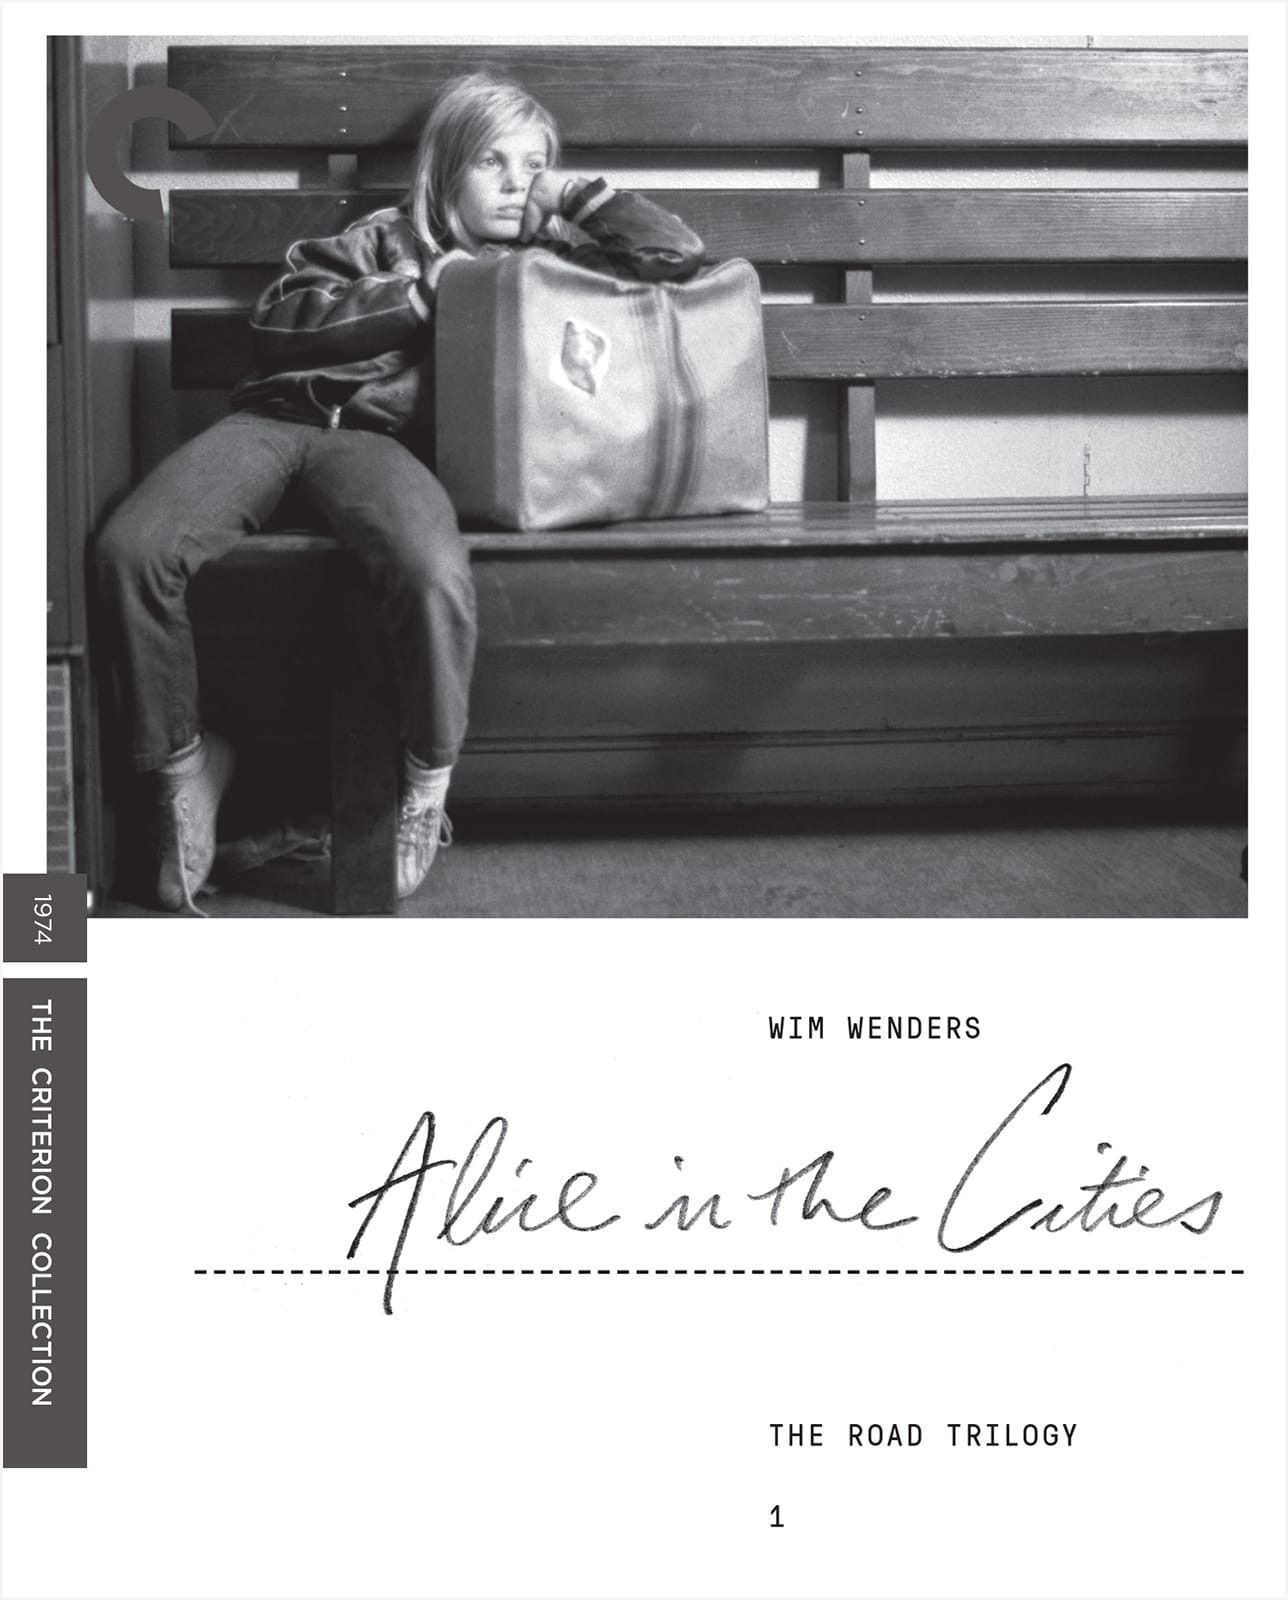 1974
THE CRITERION COLLECTION
WIM WENDERS
Alice in the Cities
THE ROAD TRILOGY
1